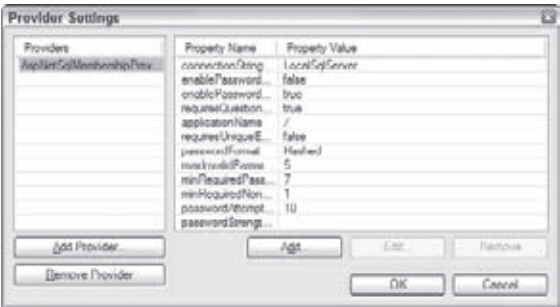 Provider Settings
Providers
AspNetSqlMembershipProv...
Property Name Property Value
connectionString... LocalSqlServer
enablePassword... false
enablePassword... true
requiresQuestion... true
applicationName /
requiresUniqueE... false
passwordFormat Hashed
maxInvalidPassw... 5
minRequiredPass... 7
minRequiredNon... 1
passwordAttempt... 10
passwordStrengt...
Add Provider...
Add... Edit... Remove
Remove Provider
OK Cancel